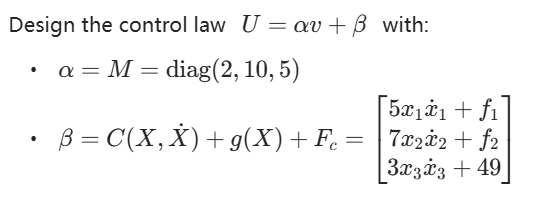 Design the control law U = αv + β with:
• α = M = diag(2, 10, 5)
• β = C(X, Ẋ) + g(X) + F_c = [5x₁ẋ₁ + f₁
7x₂ẋ₂ + f₂
3x₃ẋ₃ + 49]